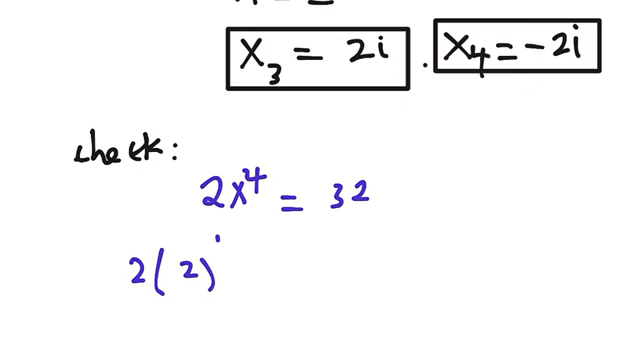 X₃ = 2i . X₄ = -2i
check:
2x⁴ = 32
2(2)